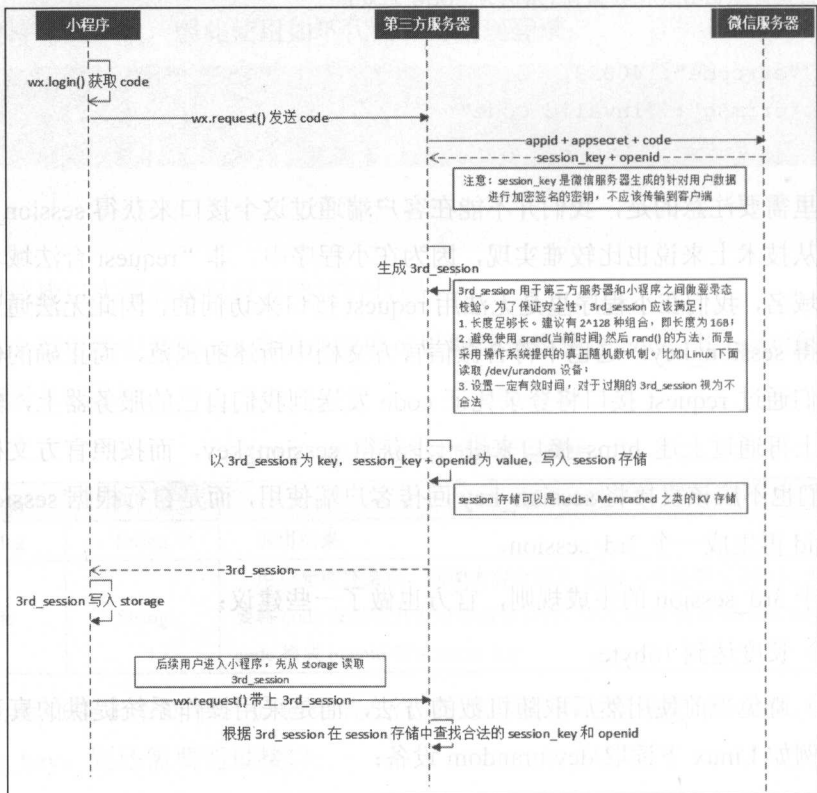 小程序
第三方服务器
微信服务器
wx.login() 获取 code
wx.request() 发送 code
appid + appsecret + code
session_key + openid
注意：session_key 是微信服务器生成的针对用户数据
进行加密签名的密钥，不应该传输到客户端
生成 3rd_session
3rd_session 用于第三方服务器和小程序之间做登录态
校验。为了保证安全性，3rd_session 应该满足：
1. 长度足够长。建议有 2^128 种组合，即长度为 16B；
2. 避免使用 srand(当前时间) 然后 rand() 的方法，而是
采用操作系统提供的真正随机数机制。比如 Linux 下面
读取 /dev/urandom 设备；
3. 设置一定有效时间，对于过期的 3rd_session 视为不
合法
以 3rd_session 为 key，session_key + openid 为 value，写入 session 存储
session 存储可以是 Redis、Memcached 之类的KV 存储
3rd_session
3rd_session 写入 storage
后续用户进入小程序，先从 storage 读取
3rd_session
wx.request() 带上 3rd_session
根据 3rd_session 在 session 存储中查找合法的 session_key 和 openid